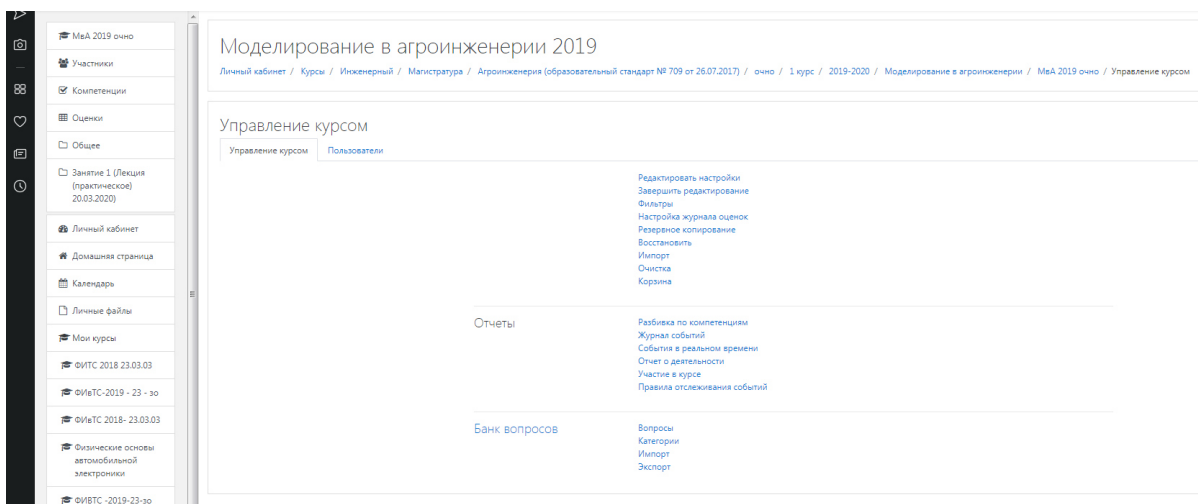 МвА 2019 очно
Участники
Компетенции
Оценки
Общее
Занятие 1 (Лекция
(практическое)
20.03.2020)
Личный кабинет
Домашняя страница
Календарь
Личные файлы
Мои курсы
ФИТС 2018 23.03.03
ФИвТС-2019 - 23 - зо
ФИвТС 2018- 23.03.03
Физические основы
автомобильной
электроники
ФИВТС -2019-23-зо
Моделирование в агроинженерии 2019
Личный кабинет / Курсы / Инженерный / Магистратура / Агроинженерия (образовательный стандарт № 709 от 26.07.2017) / очно / 1 курс / 2019-2020 / Моделирование в агроинженерии / МвА 2019 очно / Управление курсом
Управление курсом
Управление курсом Пользователи
Редактировать настройки
Завершить редактирование
Фильтры
Настройка журнала оценок
Резервное копирование
Восстановить
Импорт
Очистка
Корзина
Отчеты
Разбивка по компетенциям
Журнал событий
События в реальном времени
Отчет о деятельности
Участие в курсе
Правила отслеживания событий
Банк вопросов
Вопросы
Категории
Импорт
Экспорт